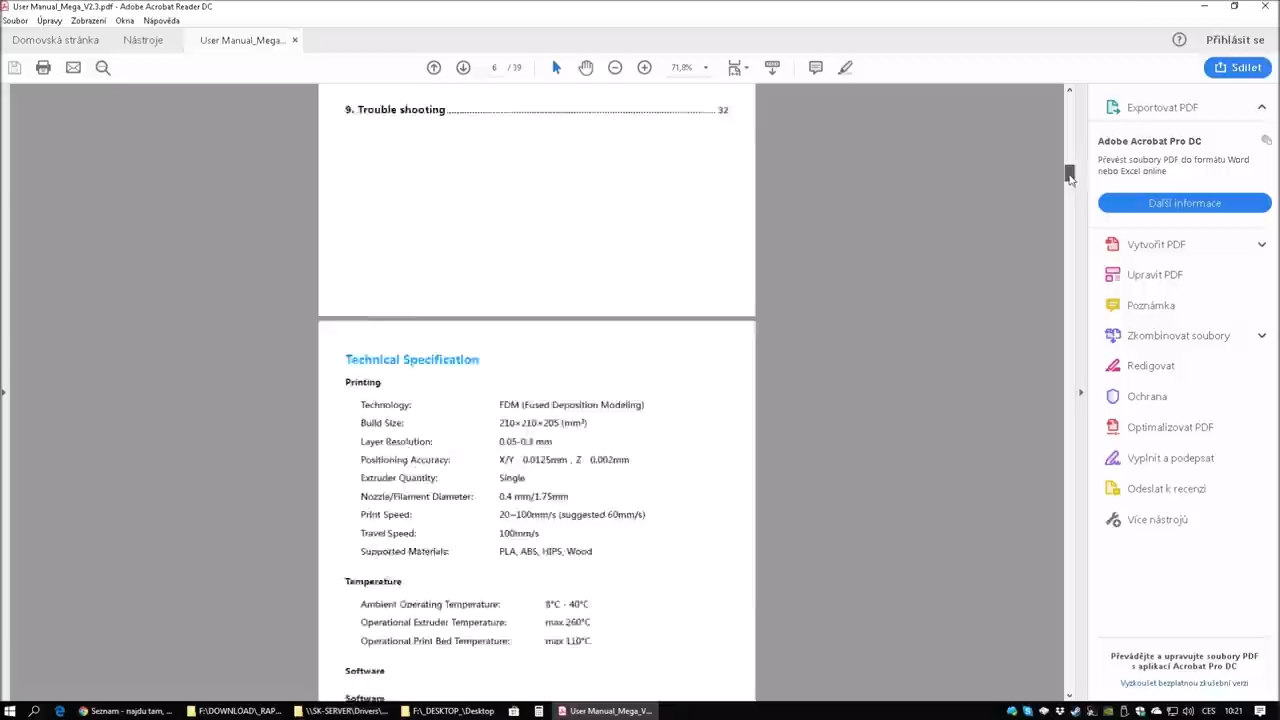 User Manual_Mega_V2.3.pdf - Adobe Acrobat Reader DC
Soubor Úpravy Zobrazení Okna Nápověda
Domovská stránka Nástroje User Manual_Mega... ×
Přihlásit se
6 / 39 71,8%
Sdílet
9. Trouble shooting 32
Technical Specification
Printing
Technology: FDM (Fused Deposition Modeling)
Build Size: 210×210×205 (mm³)
Layer Resolution: 0.05-0.3 mm
Positioning Accuracy: X/Y 0.0125mm , Z 0.002mm
Extruder Quantity: Single
Nozzle/Filament Diameter: 0.4 mm/1.75mm
Print Speed: 20~100mm/s (suggested 60mm/s)
Travel Speed: 100mm/s
Supported Materials: PLA, ABS, HIPS, Wood
Temperature
Ambient Operating Temperature: 8°C - 40°C
Operational Extruder Temperature: max 260°C
Operational Print Bed Temperature: max 110°C
Software
Software
Exportovat PDF
Adobe Acrobat Pro DC
Převést soubory PDF do formátu Word
nebo Excel online
Další informace
Vytvořit PDF
Upravit PDF
Poznámka
Zkombinovat soubory
Redigovat
Ochrana
Optimalizovat PDF
Vyplnit a podepsat
Odeslat k recenzi
Více nástrojů
Převádějte a upravujte soubory PDF
s aplikací Acrobat Pro DC
Vyzkoušet bezplatnou zkušební verzi
Seznam - najdu tam, ... F:\DOWNLOAD\_RAP... \\SK-SERVER\Drivers\... F:\_DESKTOP_\Desktop User Manual_Mega_V... CES 10:21